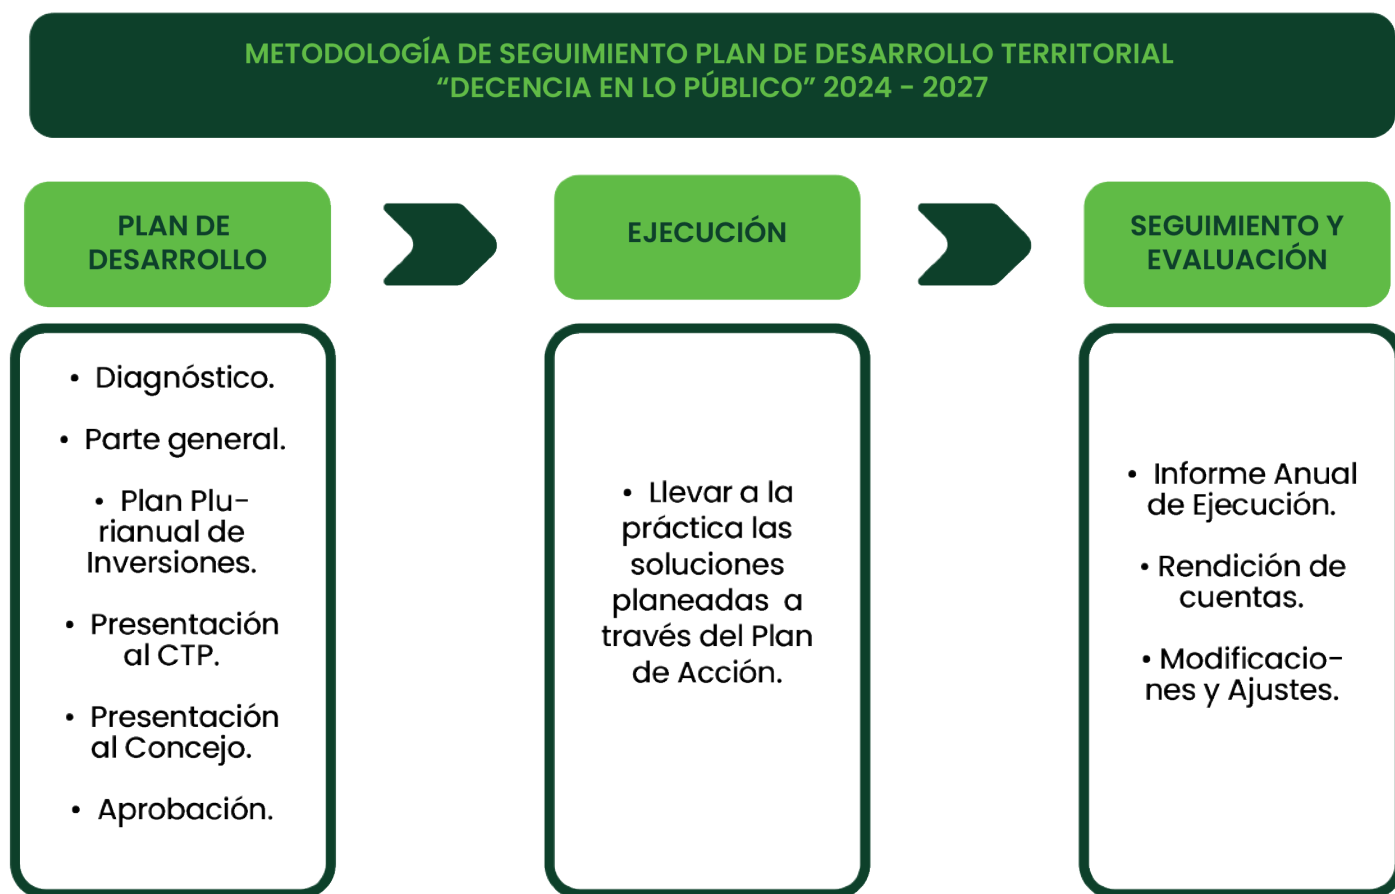 METODOLOGÍA DE SEGUIMIENTO PLAN DE DESARROLLO TERRITORIAL
“DECENCIA EN LO PÚBLICO” 2024 - 2027
PLAN DE
DESARROLLO
• Diagnóstico.
• Parte general.
• Plan Plu-
rianual de
Inversiones.
• Presentación
al CTP.
• Presentación
al Concejo.
• Aprobación.
EJECUCIÓN
• Llevar a la
práctica las
soluciones
planeadas a
través del Plan
de Acción.
SEGUIMIENTO Y
EVALUACIÓN
• Informe Anual
de Ejecución.
• Rendición de
cuentas.
• Modificacio-
nes y Ajustes.